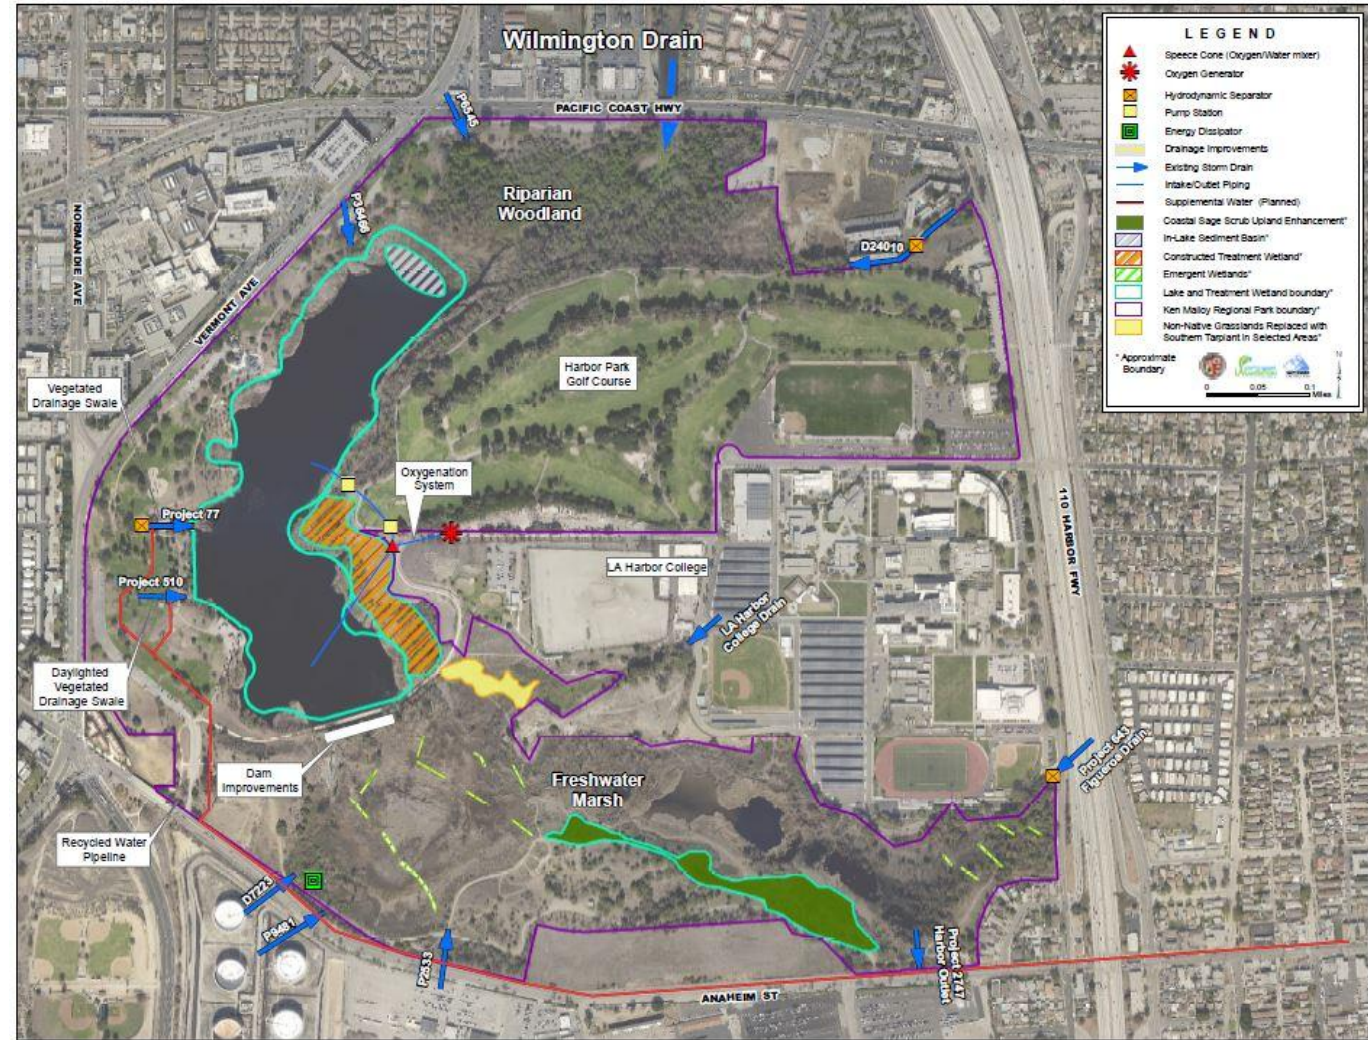 Wilmington Drain
PACIFIC COAST HWY
P6545
P36466
Riparian
Woodland
NORMANDIE AVE
VERMONT AVE
D24010
Vegetated
Drainage Swale
Harbor Park
Golf Course
Oxygenation
System
Project 77
Project 510
LA Harbor College
LA Harbor
College Drain
110 HARBOR FWY
Daylighted
Vegetated
Drainage Swale
Dam
Improvements
Freshwater
Marsh
Project 643
Figueroa Drain
Recycled Water
Pipeline
D7223
P9481
P2533
Project 2747
Harbor Outlet
ANAHEIM ST
LEGEND
Speece Cone (Oxygen/Water mixer)
Oxygen Generator
Hydrodynamic Separator
Pump Station
Energy Dissipator
Drainage Improvements
Existing Storm Drain
Intake/Outlet Piping
Supplemental Water (Planned)
Coastal Sage Scrub Upland Enhancement*
In-Lake Sediment Basin*
Constructed Treatment Wetland*
Emergent Wetlands*
Lake and Treatment Wetland boundary*
Ken Malloy Regional Park boundary*
Non-Native Grasslands Replaced with
Southern Tarplant in Selected Areas*
* Approximate
Boundary
N
0 0.05 0.1
Miles